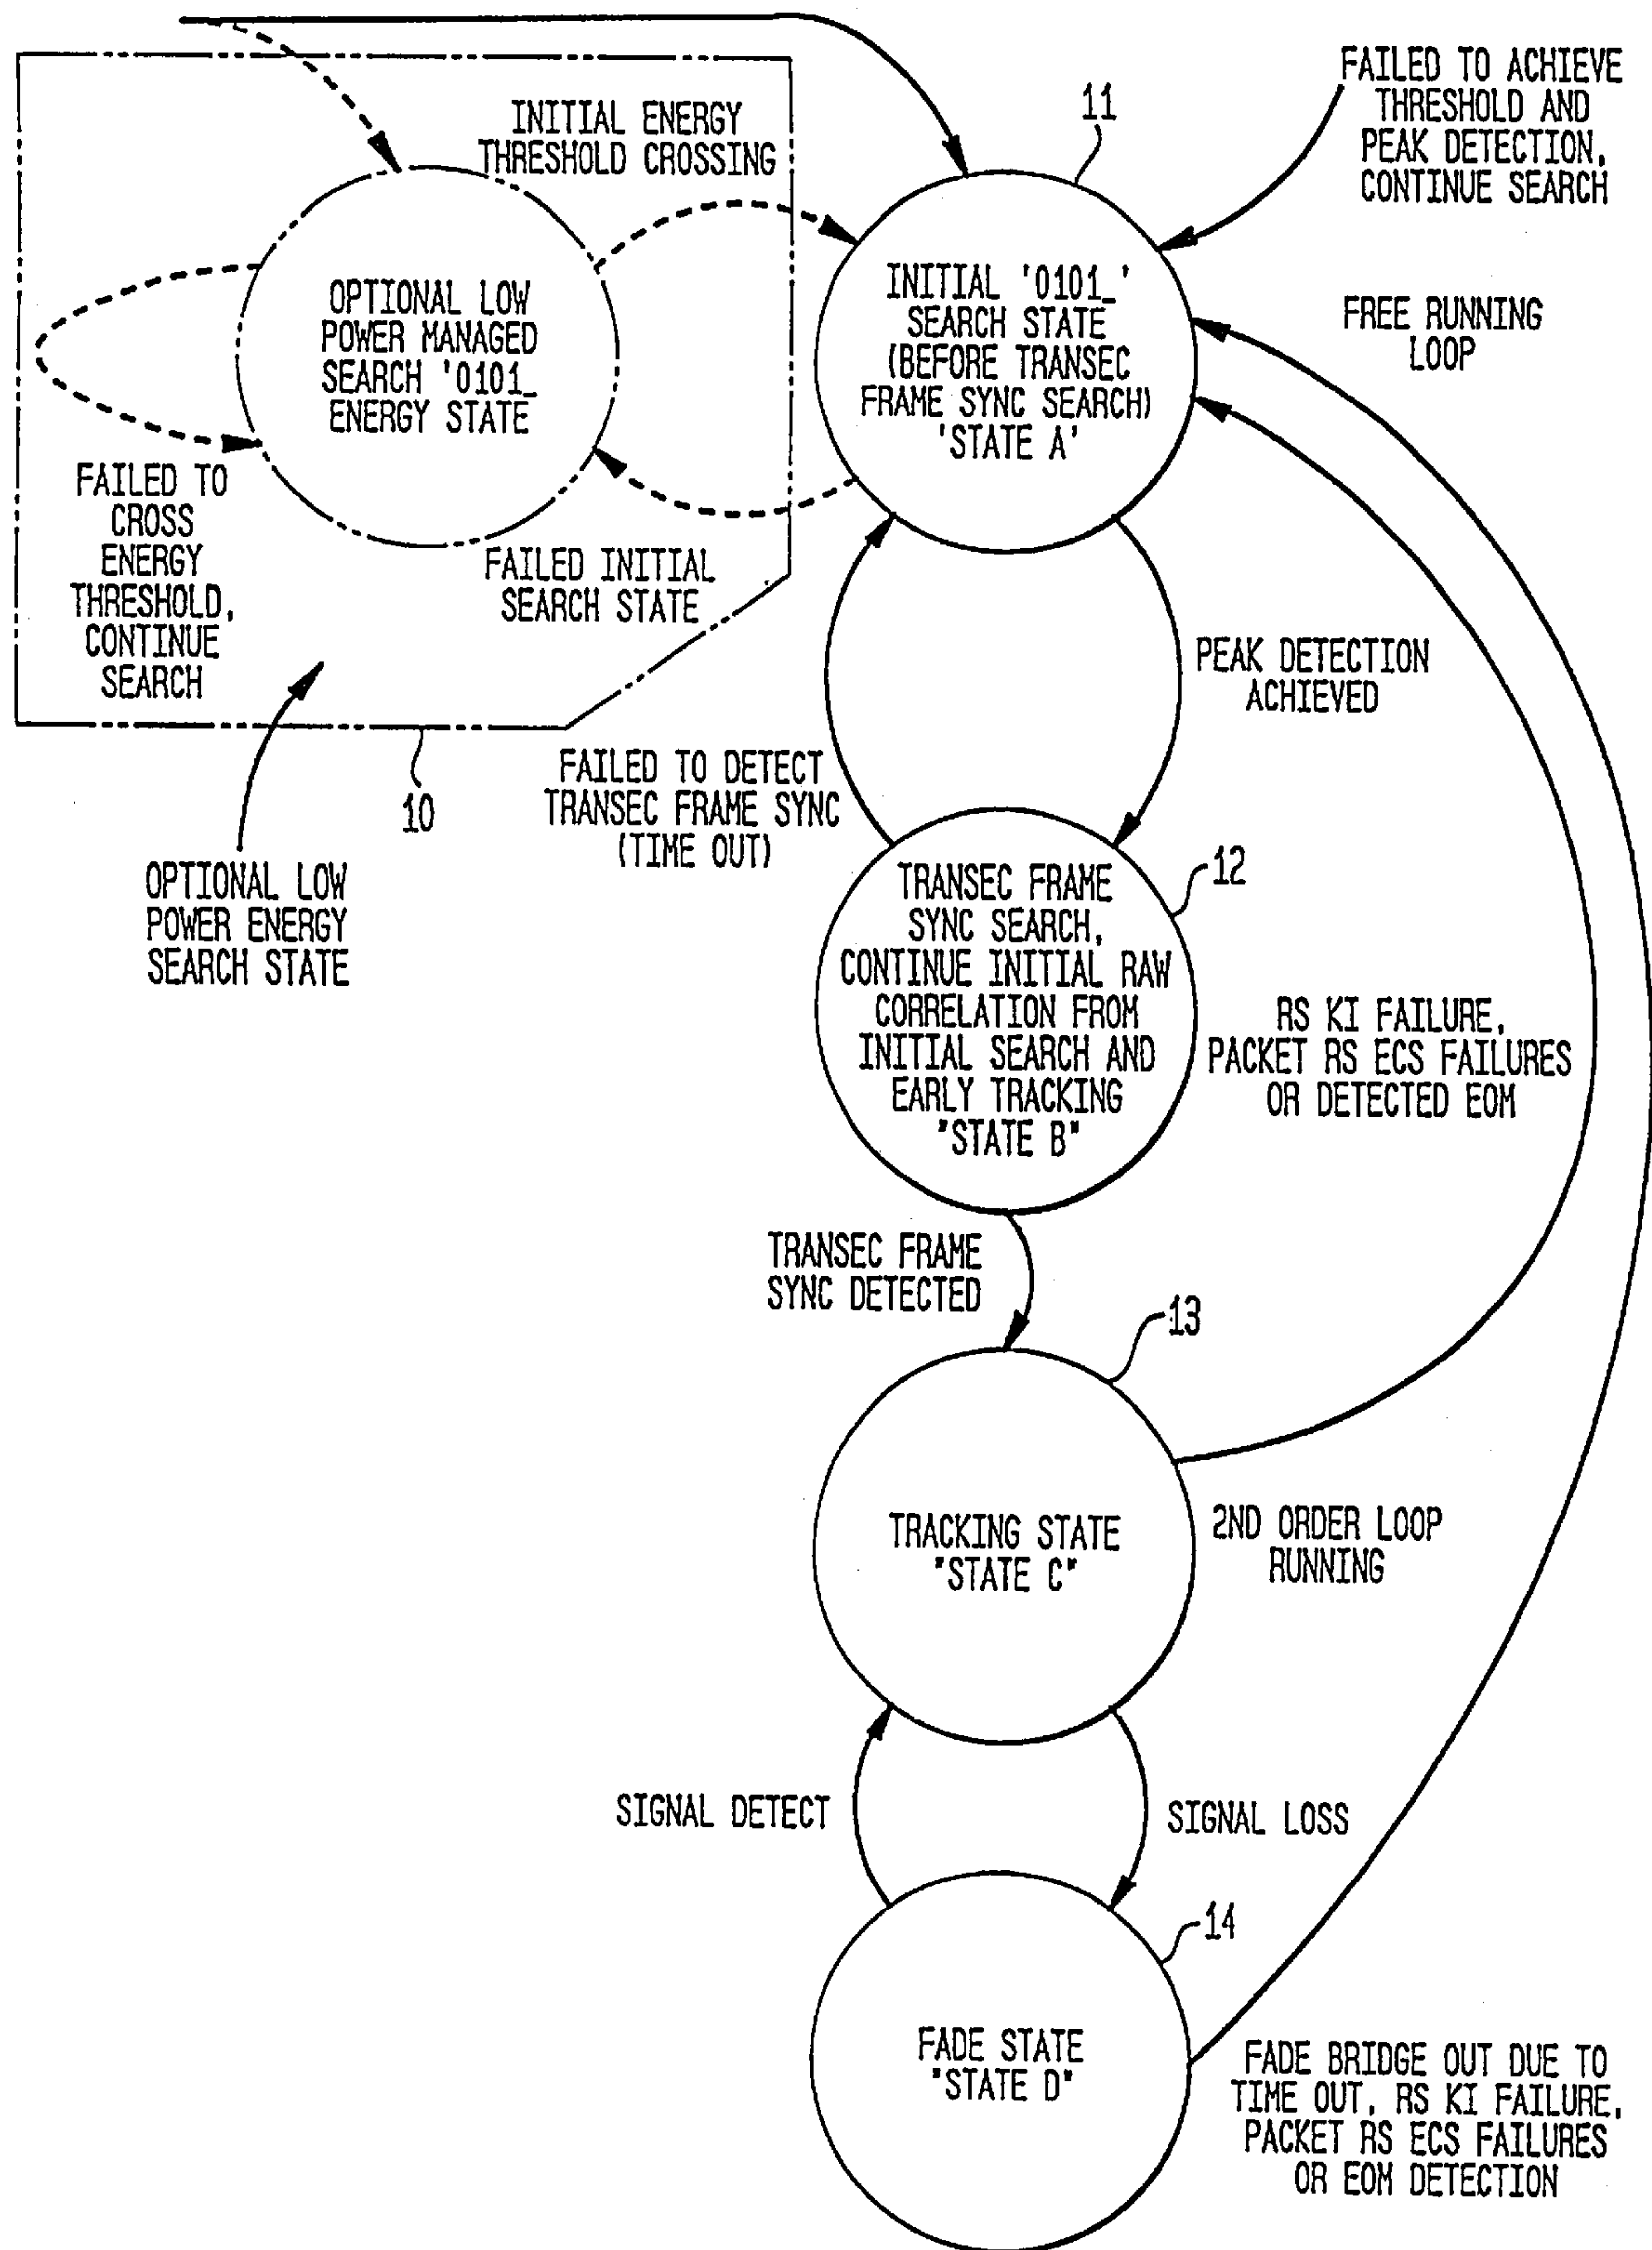 INITIAL ENERGY
THRESHOLD CROSSING
11
FAILED TO ACHIEVE
THRESHOLD AND
PEAK DETECTION,
CONTINUE SEARCH
OPTIONAL LOW
POWER MANAGED
SEARCH '0101_
ENERGY STATE
INITIAL '0101_'
SEARCH STATE
(BEFORE TRANSEC
FRAME SYNC SEARCH)
'STATE A'
FREE RUNNING
LOOP
FAILED TO
CROSS
ENERGY
THRESHOLD,
CONTINUE
SEARCH
FAILED INITIAL
SEARCH STATE
PEAK DETECTION
ACHIEVED
10
FAILED TO DETECT
TRANSEC FRAME SYNC
(TIME OUT)
OPTIONAL LOW
POWER ENERGY
SEARCH STATE
12
TRANSEC FRAME
SYNC SEARCH,
CONTINUE INITIAL RAW
CORRELATION FROM
INITIAL SEARCH AND
EARLY TRACKING
"STATE B"
RS KI FAILURE,
PACKET RS ECS FAILURES
OR DETECTED EOM
TRANSEC FRAME
SYNC DETECTED
13
TRACKING STATE
"STATE C"
2ND ORDER LOOP
RUNNING
SIGNAL DETECT
SIGNAL LOSS
14
FADE STATE
"STATE D"
FADE BRIDGE OUT DUE TO
TIME OUT, RS KI FAILURE,
PACKET RS ECS FAILURES
OR EOM DETECTION